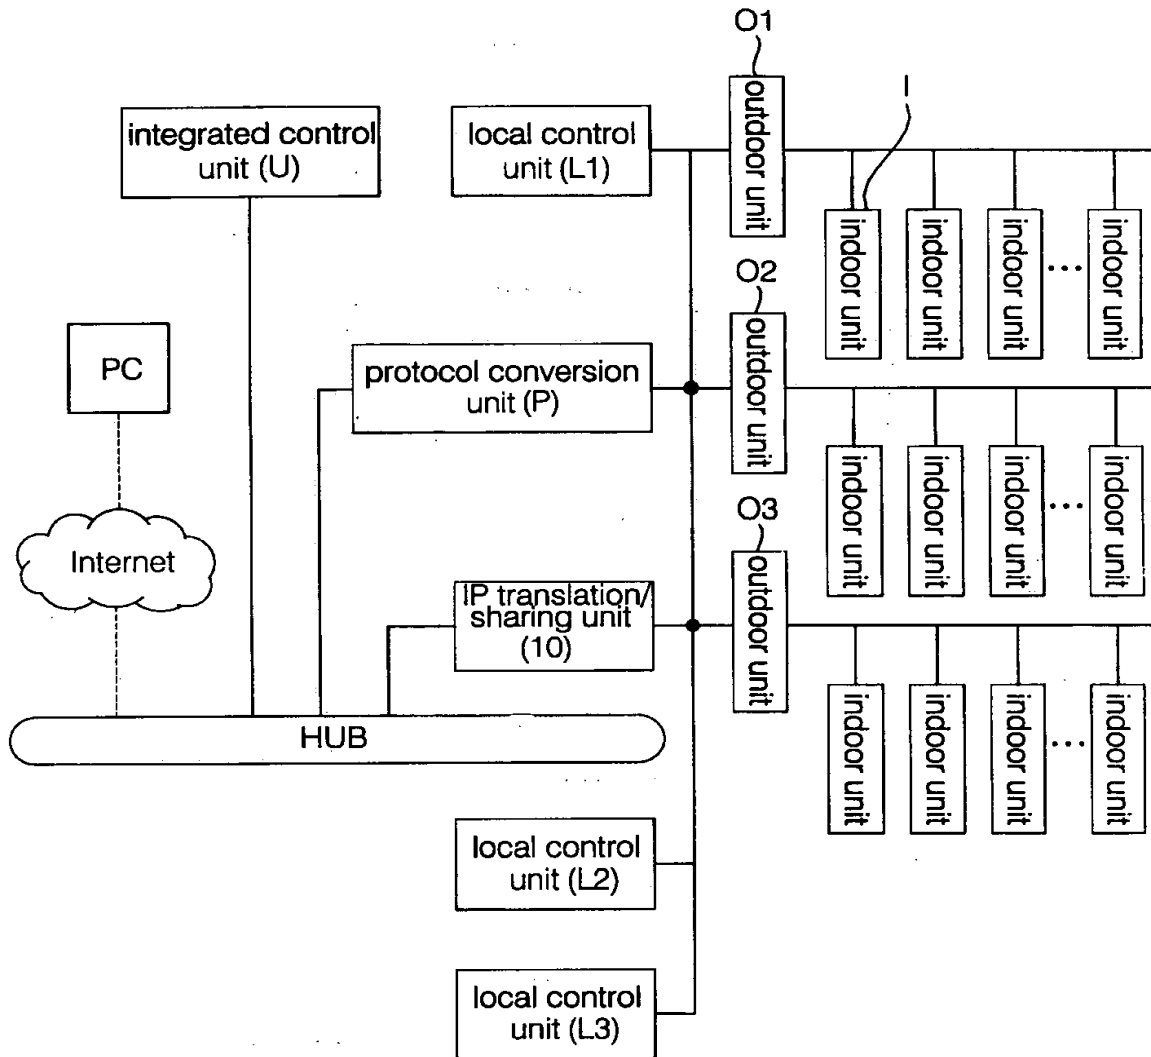 O1
I
outdoor unit
integrated control
unit (U)
local control
unit (L1)
indoor unit
indoor unit
indoor unit
indoor unit
O2
outdoor unit
PC
protocol conversion
unit (P)
indoor unit
indoor unit
indoor unit
indoor unit
O3
outdoor unit
Internet
IP translation/
sharing unit
(10)
indoor unit
indoor unit
indoor unit
indoor unit
HUB
local control
unit (L2)
local control
unit (L3)